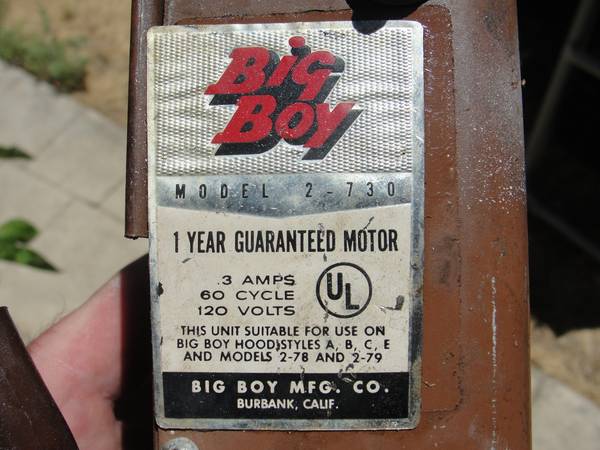 Big
Boy
MODEL 2-730
1 YEAR GUARANTEED MOTOR
.3 AMPS
60 CYCLE
120 VOLTS
UL
THIS UNIT SUITABLE FOR USE ON
BIG BOY HOOD STYLES A, B, C, E
AND MODELS 2-78 AND 2-79
BIG BOY MFG. CO.
BURBANK, CALIF.